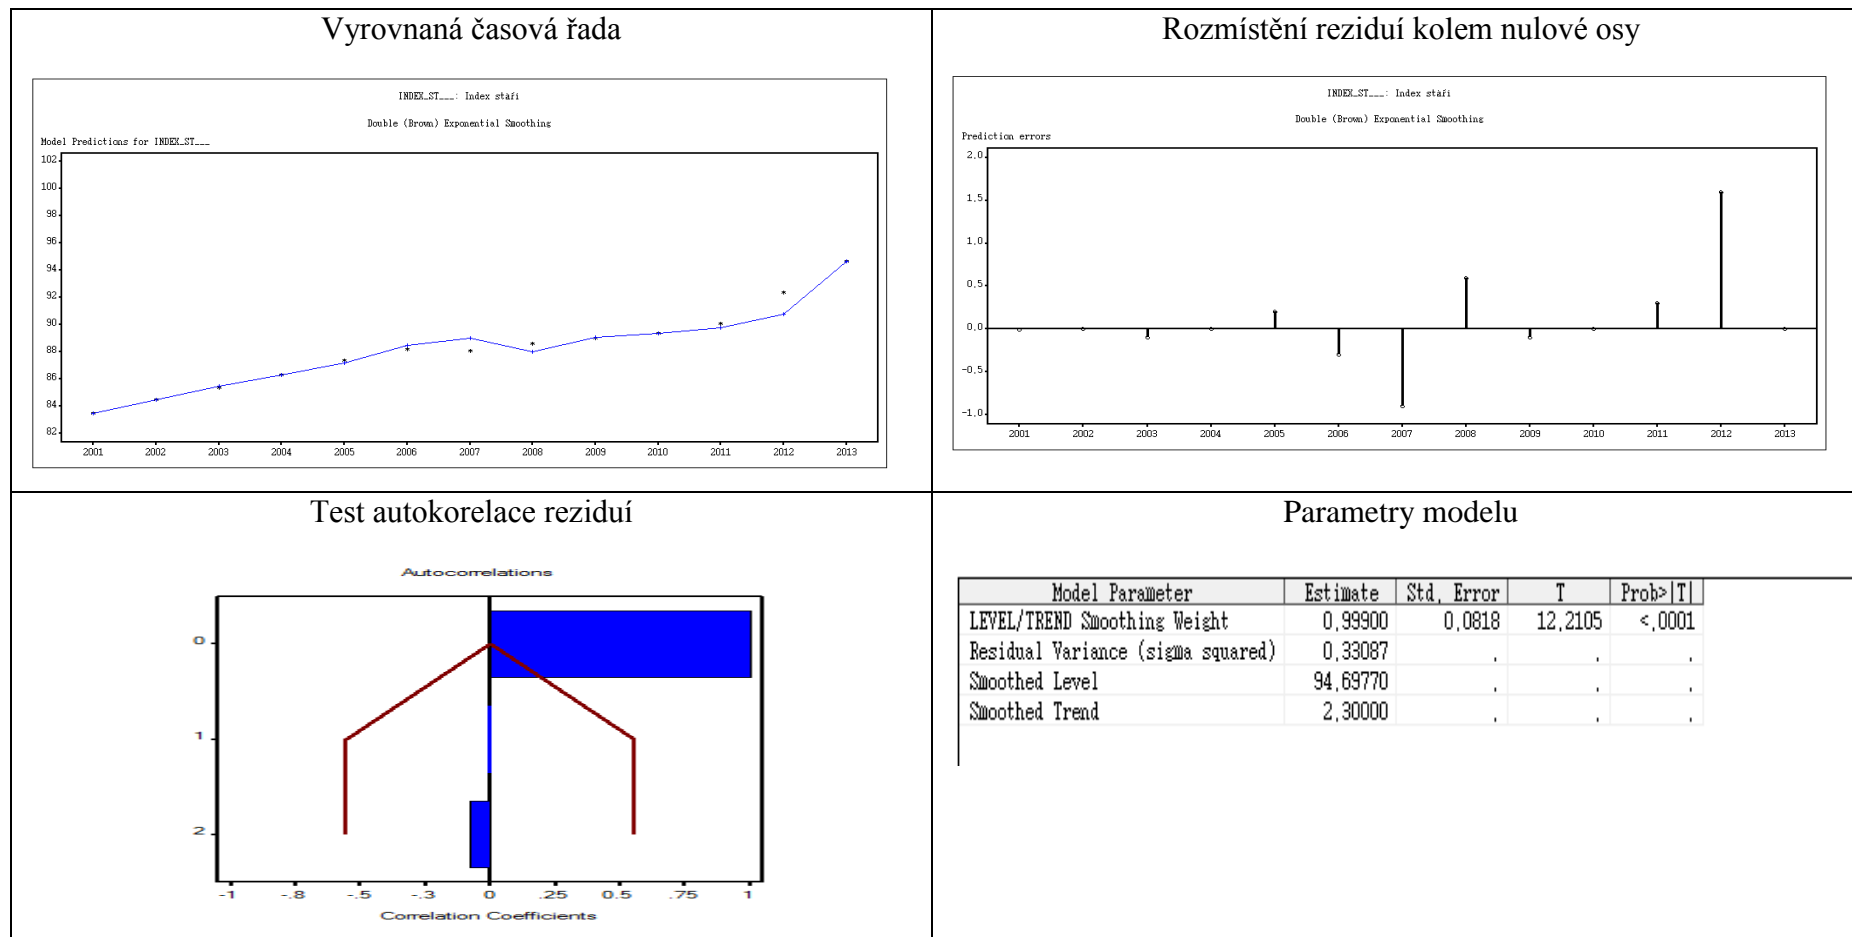 Vyrovnaná časová řada
INDEX_ST___: Index stáří
Double (Brown) Exponential Smoothing
Model Predictions for INDEX_ST___
102
100
98
96
94
92
90
88
86
84
82
2001 2002 2003 2004 2005 2006 2007 2008 2009 2010 2011 2012 2013
Rozmístění reziduí kolem nulové osy
INDEX_ST___: Index stáří
Double (Brown) Exponential Smoothing
Prediction errors
2,0
1,5
1,0
0,5
0,0
-0,5
-1,0
2001 2002 2003 2004 2005 2006 2007 2008 2009 2010 2011 2012 2013
Test autokorelace reziduí
Autocorrelations
0
1
2
-1 -.8 -.5 -.3 0 .25 0.5 .75 1
Correlation Coefficients
Parametry modelu
Model Parameter Estimate Std. Error T Prob>|T|
LEVEL/TREND Smoothing Weight 0,99900 0,0818 12,2105 <,0001
Residual Variance (sigma squared) 0,33087 . . .
Smoothed Level 94,69770 . . .
Smoothed Trend 2,30000 . . .